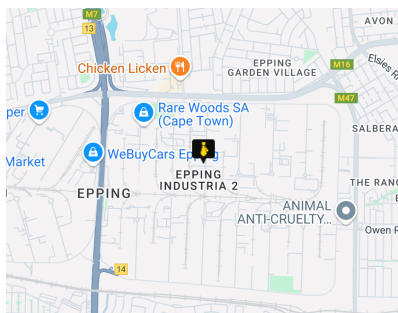 M7
13
AVON
Chicken Licken
EPPING
GARDEN VILLAGE
M16
Elsies R
M47
per
Rare Woods SA
(Cape Town)
SALBERA
Market
WeBuyCars Epping
EPPING
INDUSTRIA 2
THE RANG
EPPING
ANIMAL
ANTI-CRUELTY...
Owen R
14